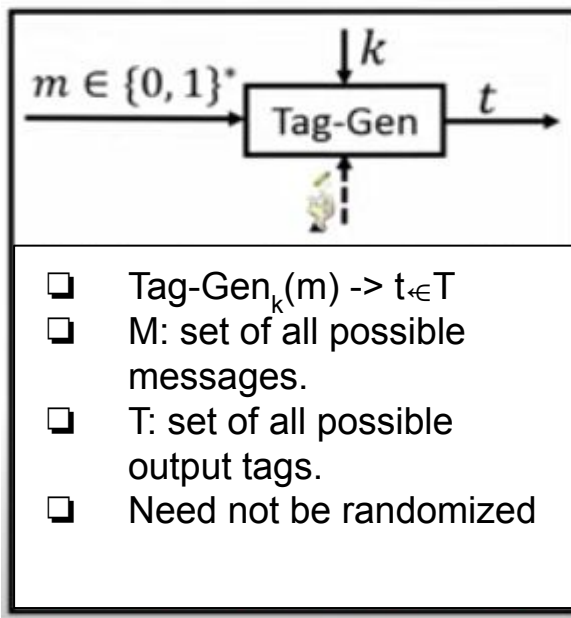 k
m ∈ {0, 1}*
Tag-Gen
t
❑ Tag-Genₖ(m) -> t∈T
❑ M: set of all possible
messages.
❑ T: set of all possible
output tags.
❑ Need not be randomized